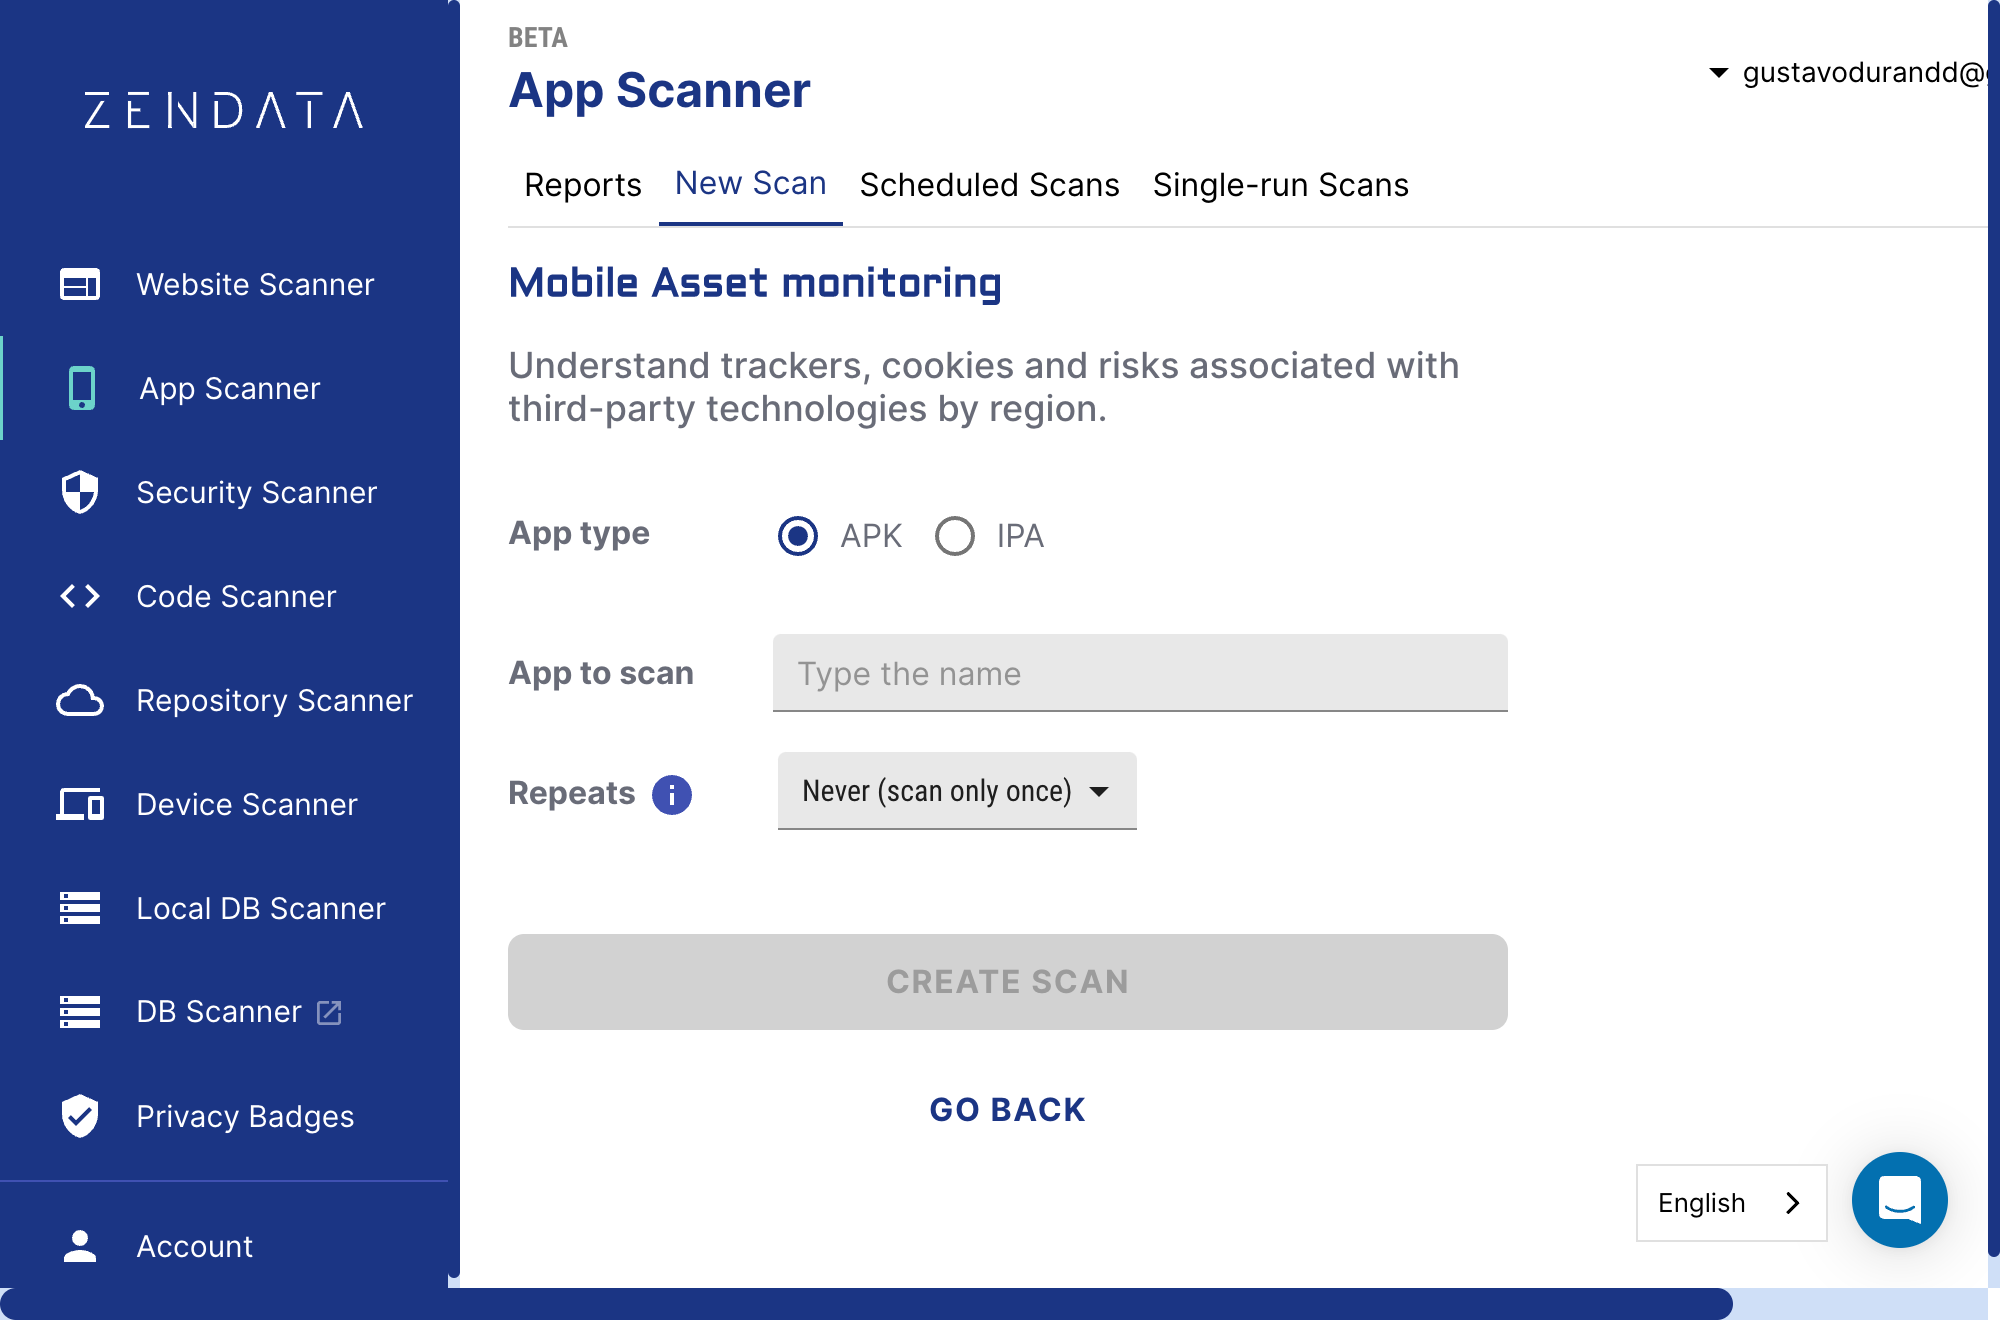 ZENDATA
Website Scanner
App Scanner
Security Scanner
Code Scanner
Repository Scanner
Device Scanner
Local DB Scanner
DB Scanner
Privacy Badges
Account
BETA
App Scanner
gustavodurandd@
Reports New Scan Scheduled Scans Single-run Scans
Mobile Asset monitoring
Understand trackers, cookies and risks associated with
third-party technologies by region.
App type APK IPA
App to scan Type the name
Repeats i Never (scan only once)
CREATE SCAN
GO BACK
English